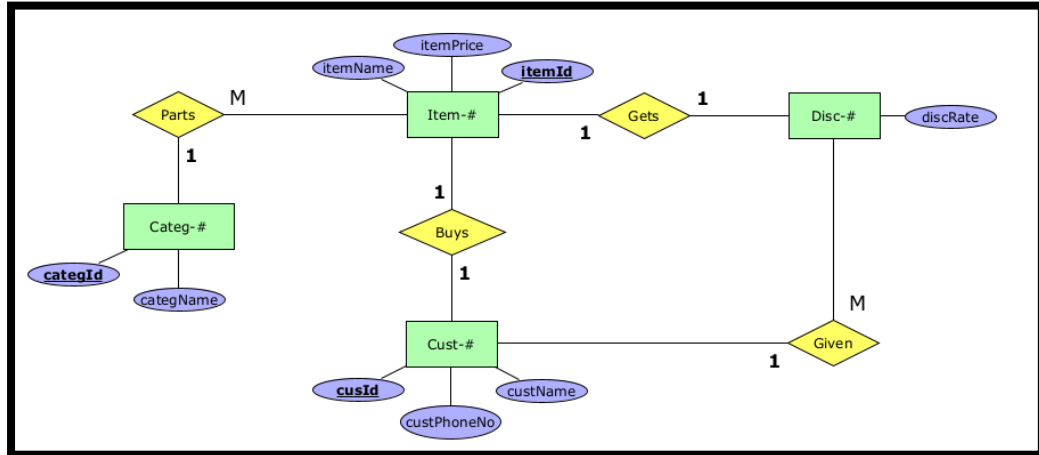 itemPrice
itemName
itemId
M
Parts
Item-#
1
Gets
1
Disc-#
discRate
1
1
Categ-#
Buys
categId
1
categName
M
Cust-#
Given
1
cusId
custName
custPhoneNo